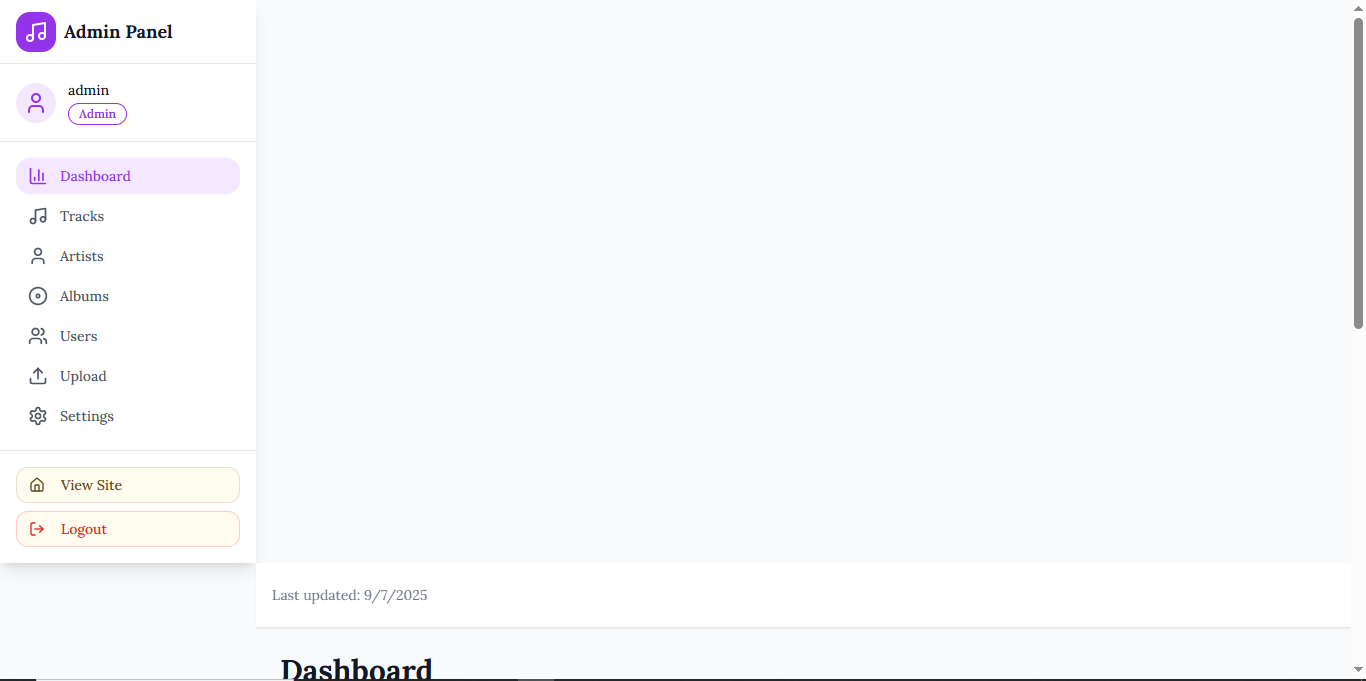 Admin Panel
admin
Admin
Dashboard
Tracks
Artists
Albums
Users
Upload
Settings
View Site
Logout
Last updated: 9/7/2025
Dashboard